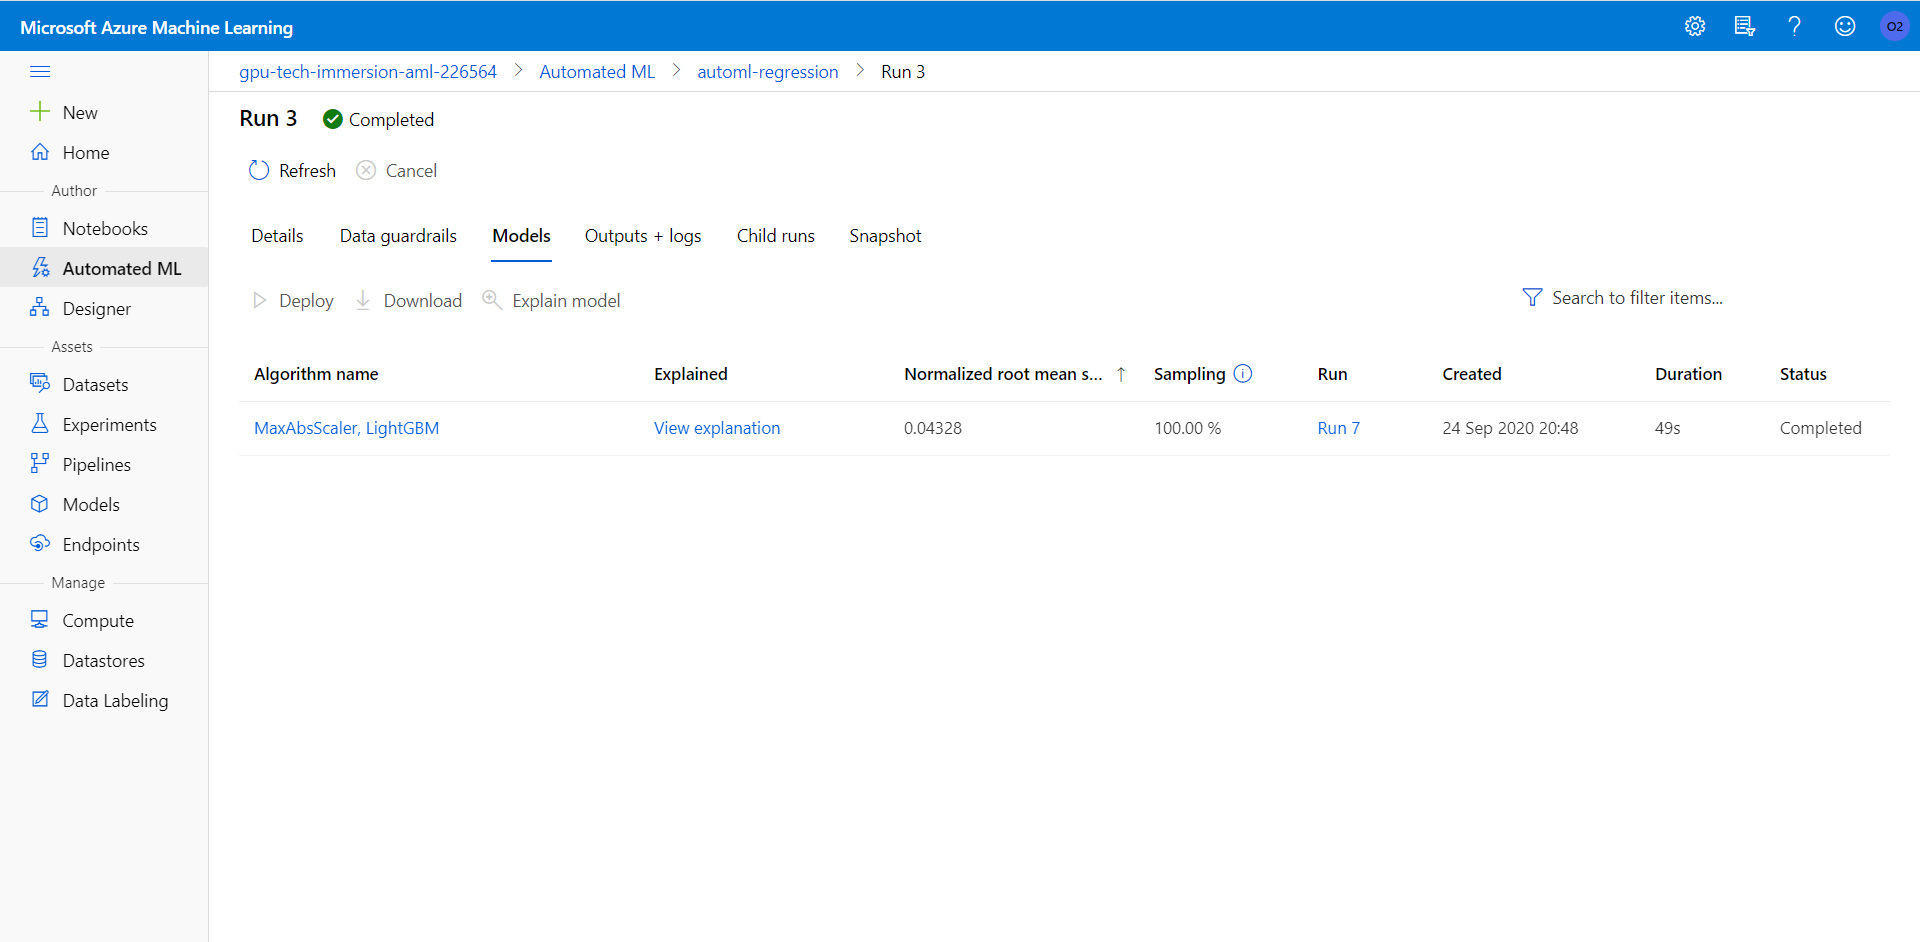 Microsoft Azure Machine Learning
O2
gpu-tech-immersion-aml-226564 > Automated ML > automl-regression > Run 3
New
Home
Author
Notebooks
Automated ML
Designer
Assets
Datasets
Experiments
Pipelines
Models
Endpoints
Manage
Compute
Datastores
Data Labeling
Run 3 Completed
Refresh Cancel
Details Data guardrails Models Outputs + logs Child runs Snapshot
Deploy Download Explain model Search to filter items...
Algorithm name Explained Normalized root mean s... ↑ Sampling Run Created Duration Status
MaxAbsScaler, LightGBM View explanation 0.04328 100.00 % Run 7 24 Sep 2020 20:48 49s Completed